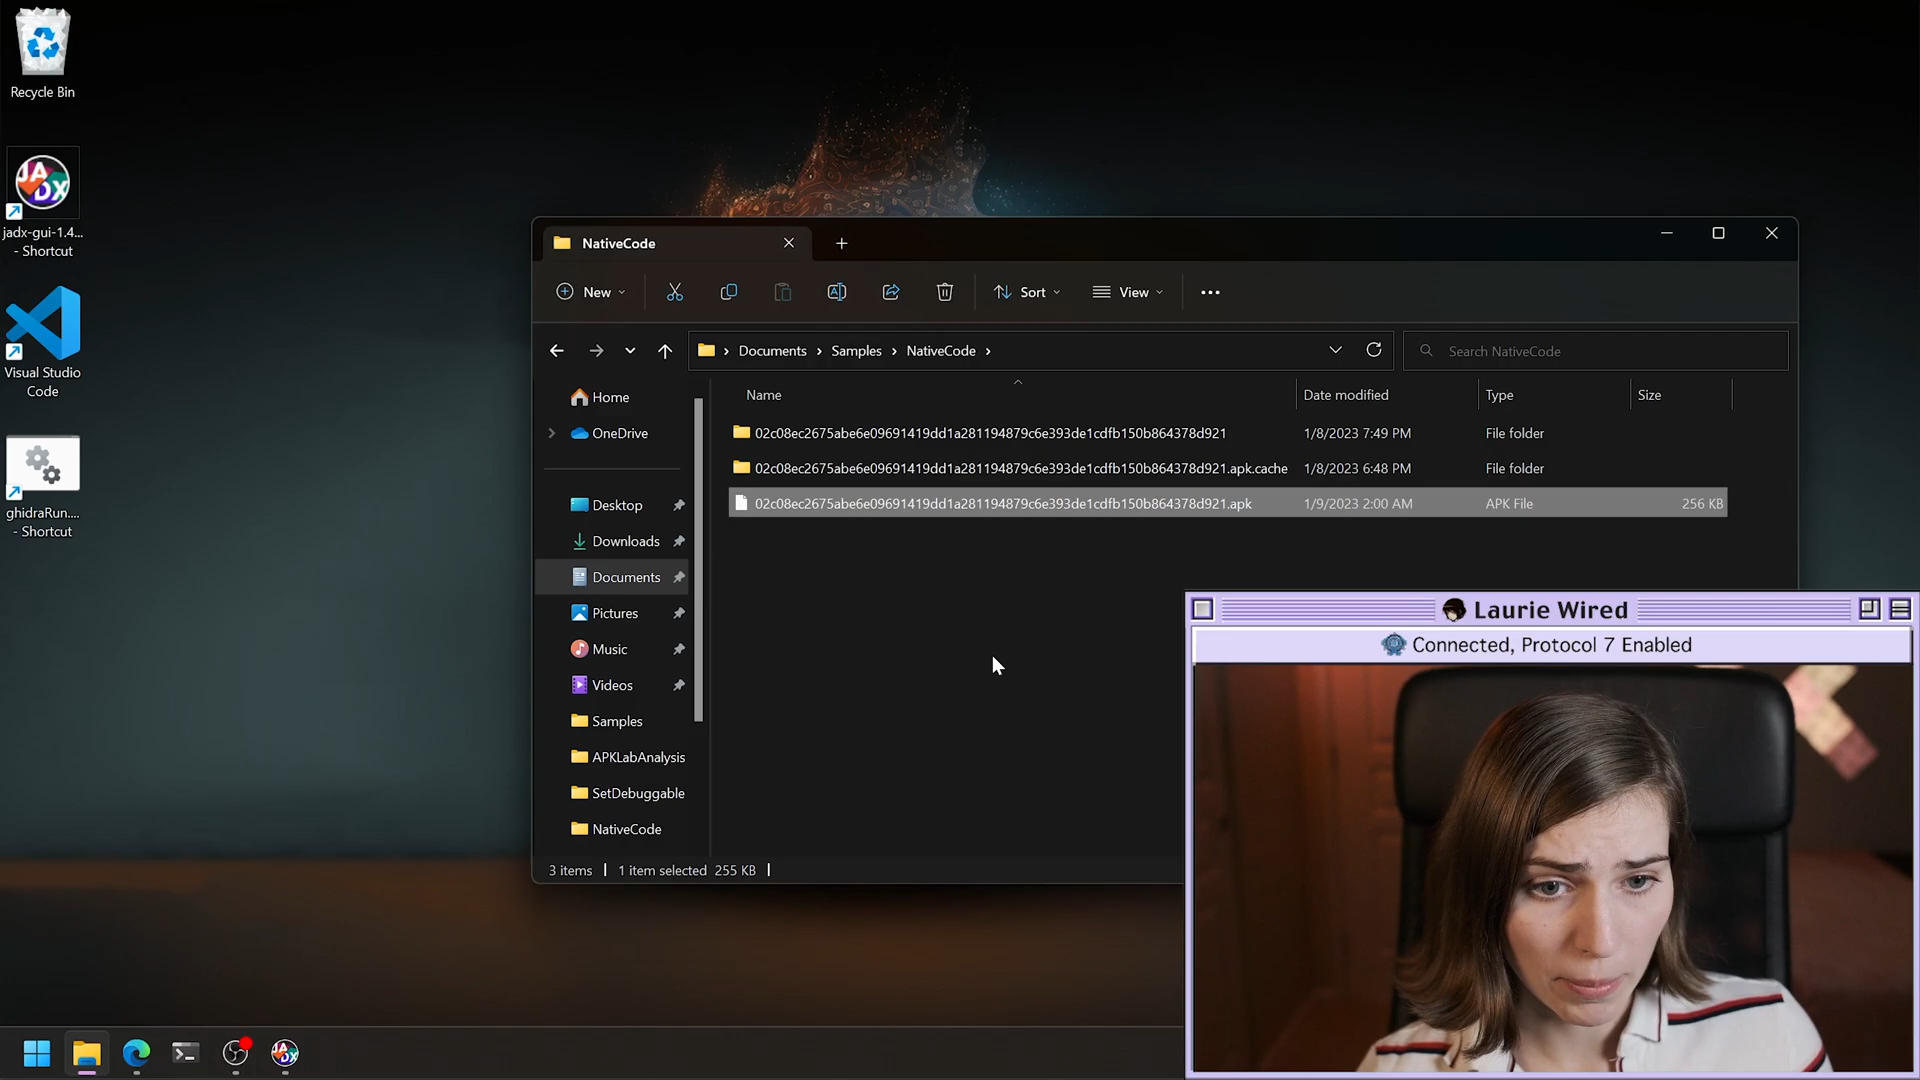 Recycle Bin
JADX
jadx-gui-1.4...
- Shortcut
Visual Studio
Code
ghidraRun....
- Shortcut
NativeCode
New
Sort
View
Documents
Samples
NativeCode
Search NativeCode
Name
Date modified
Type
Size
02c08ec2675abe6e09691419dd1a281194879c6e393de1cdfb150b864378d921
1/8/2023 7:49 PM
File folder
02c08ec2675abe6e09691419dd1a281194879c6e393de1cdfb150b864378d921.apk.cache
1/8/2023 6:48 PM
File folder
02c08ec2675abe6e09691419dd1a281194879c6e393de1cdfb150b864378d921.apk
1/9/2023 2:00 AM
APK File
256 KB
Home
OneDrive
Desktop
Downloads
Documents
Pictures
Music
Videos
Samples
APKLabAnalysis
SetDebuggable
NativeCode
3 items
1 item selected 255 KB
Laurie Wired
Connected, Protocol 7 Enabled
JADX